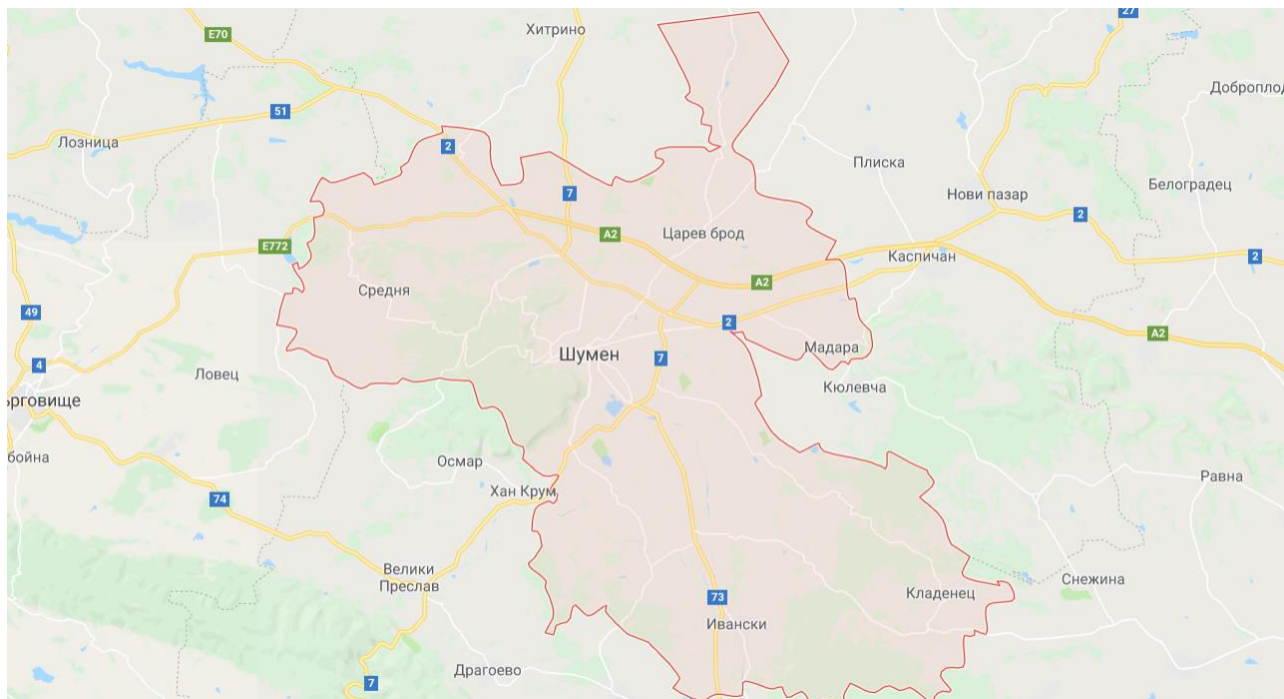 27
E70
Хитрино
Доброплод
51
Лозница
2
Плиска
7
Нови пазар
Белоградец
2
A2
Царев брод
E772
Каспичан
2
Средня
A2
49
2
A2
Шумен
7
Мадара
4
Ловец
Кюлевча
ърговище
бойна
Осмар
Равна
Хан Крум
74
Велики
Преслав
Снежина
73
Кладенец
Ивански
Драгоево
7